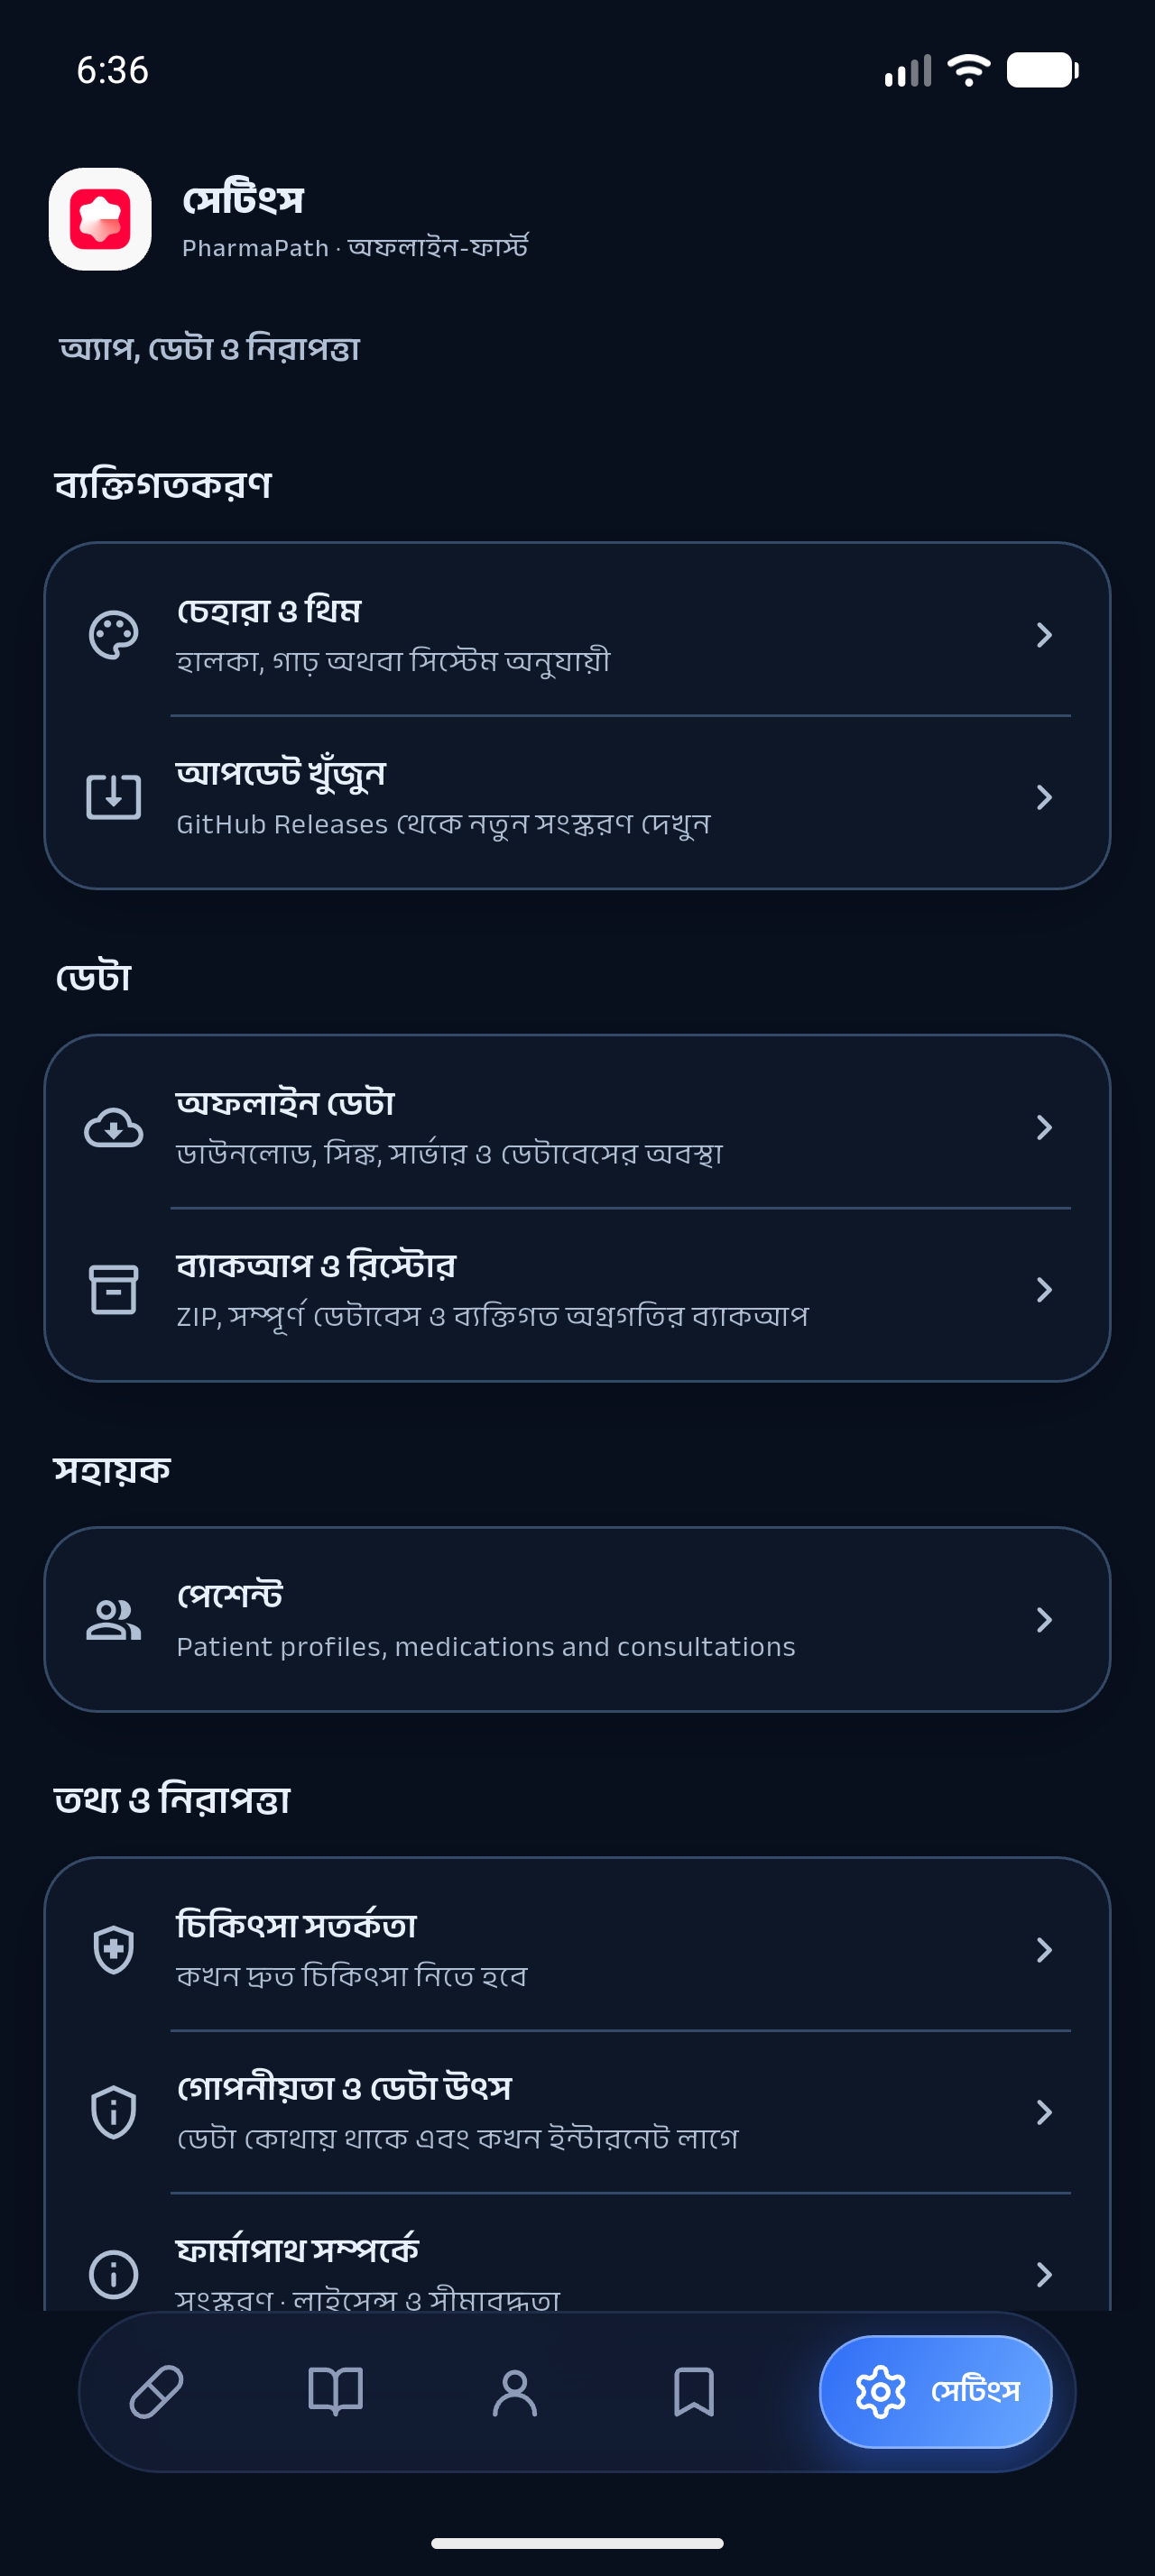 6:36
সেটিংস
PharmaPath · অফলাইন-ফার্স্ট
অ্যাপ, ডেটা ও নিরাপত্তা
ব্যক্তিগতকরণ
চেহারা ও থিম
হালকা, গাঢ় অথবা সিস্টেম অনুযায়ী
আপডেট খুঁজুন
GitHub Releases থেকে নতুন সংস্করণ দেখুন
ডেটা
অফলাইন ডেটা
ডাউনলোড, সিঙ্ক, সার্ভার ও ডেটাবেসের অবস্থা
ব্যাকআপ ও রিস্টোর
ZIP, সম্পূর্ণ ডেটাবেস ও ব্যক্তিগত অগ্রগতির ব্যাকআপ
সহায়ক
পেশেন্ট
Patient profiles, medications and consultations
তথ্য ও নিরাপত্তা
চিকিৎসা সতর্কতা
কখন দ্রুত চিকিৎসা নিতে হবে
গোপনীয়তা ও ডেটা উৎস
ডেটা কোথায় থাকে এবং কখন ইন্টারনেট লাগে
ফার্মাপাথ সম্পর্কে
সংস্করণ · লাইসেন্স ও সীমাবদ্ধতা
সেটিংস